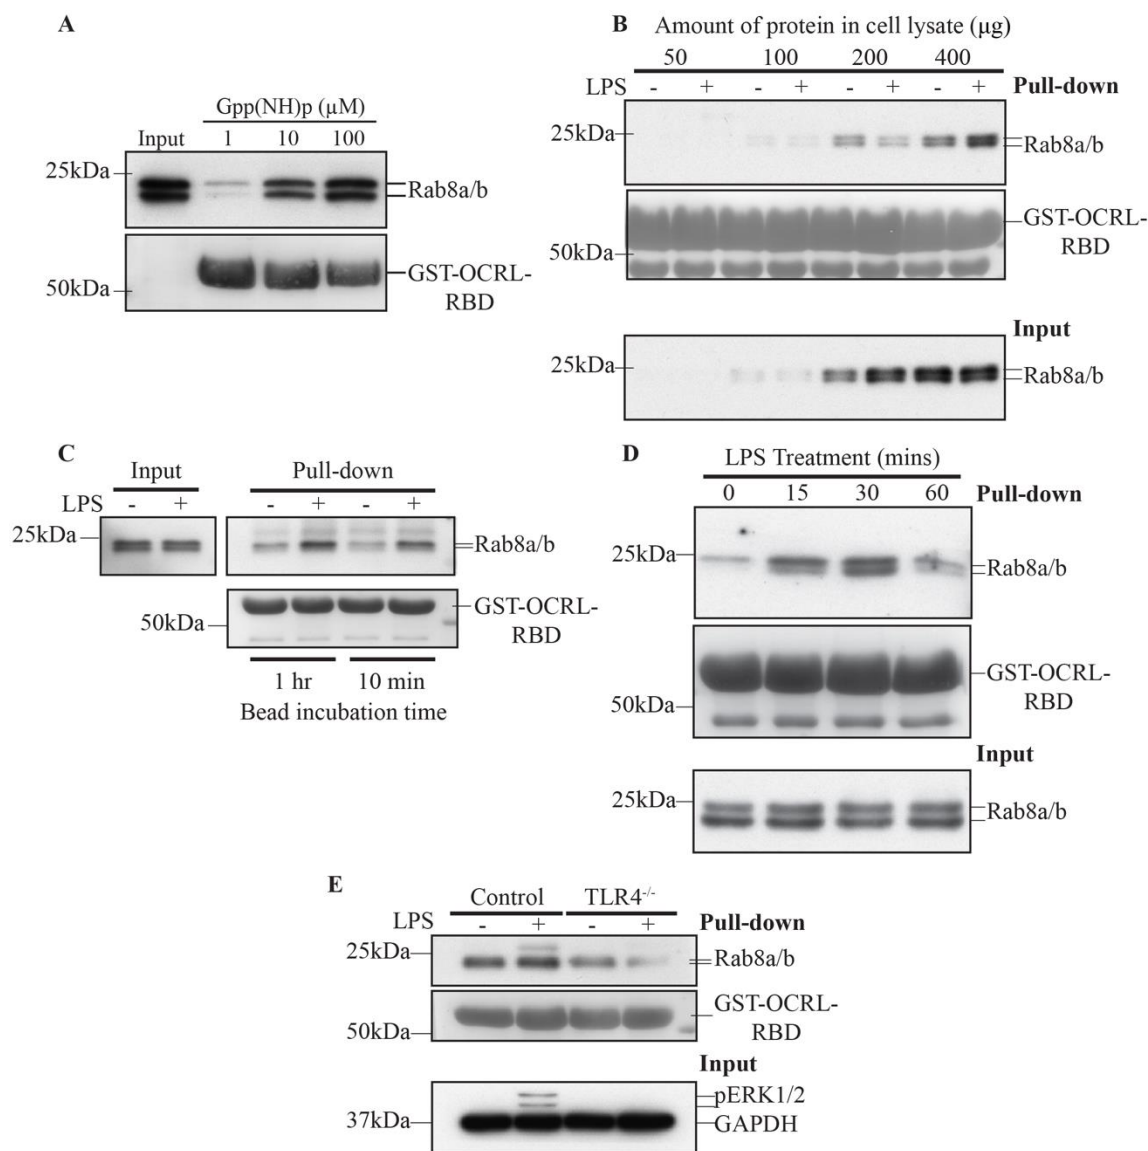 A
Gpp(NH)p (µM)
Input 1 10 100
25kDa
Rab8a/b
GST-OCRL-
RBD
50kDa
B Amount of protein in cell lysate (µg)
50 100 200 400
LPS - + - + - + - + Pull-down
25kDa
Rab8a/b
GST-OCRL-
RBD
50kDa
Input
25kDa
Rab8a/b
C
Input Pull-down
LPS - + - + - +
25kDa
Rab8a/b
GST-OCRL-
RBD
50kDa
1 hr 10 min
Bead incubation time
D
LPS Treatment (mins)
0 15 30 60 Pull-down
25kDa
Rab8a/b
GST-OCRL-
RBD
50kDa
Input
25kDa
Rab8a/b
E
Control TLR4-/-
LPS - + - + Pull-down
25kDa
Rab8a/b
GST-OCRL-
RBD
50kDa
Input
pERK1/2
37kDa
GAPDH